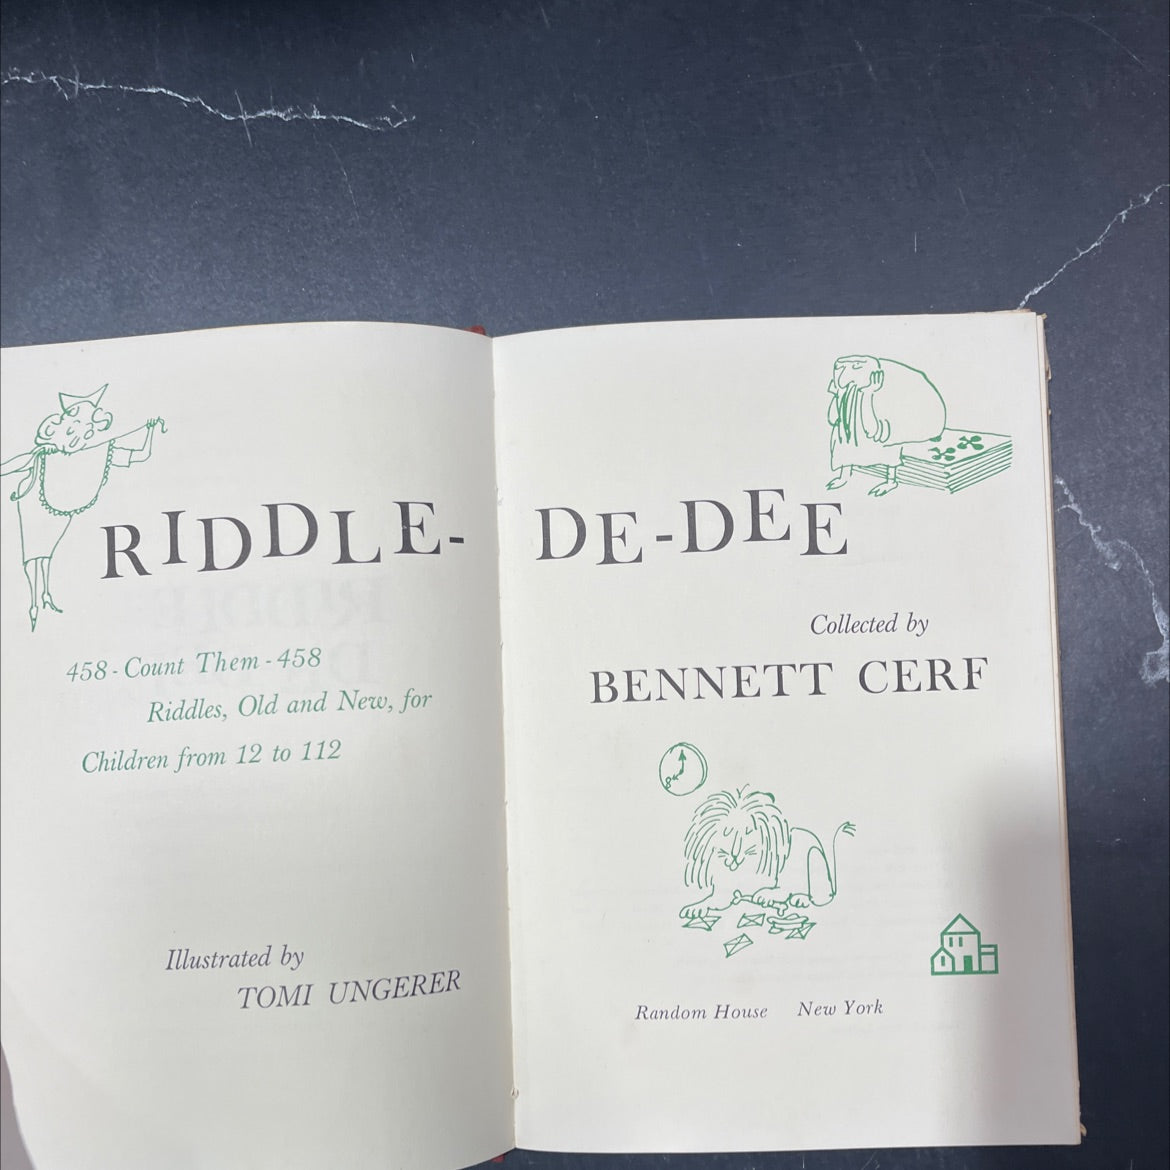 RIDDLE-DE-DEE
458 - Count Them - 458
Riddles, Old and New, for
Children from 12 to 112
Illustrated by
TOMI UNGERER
Collected by
BENNETT CERF
8
Random House New York